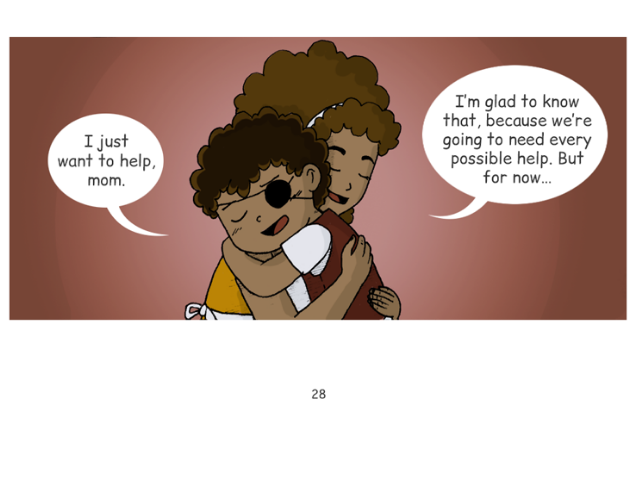 I just
want to help,
mom.
I'm glad to know
that, because we're
going to need every
possible help. But
for now...
28